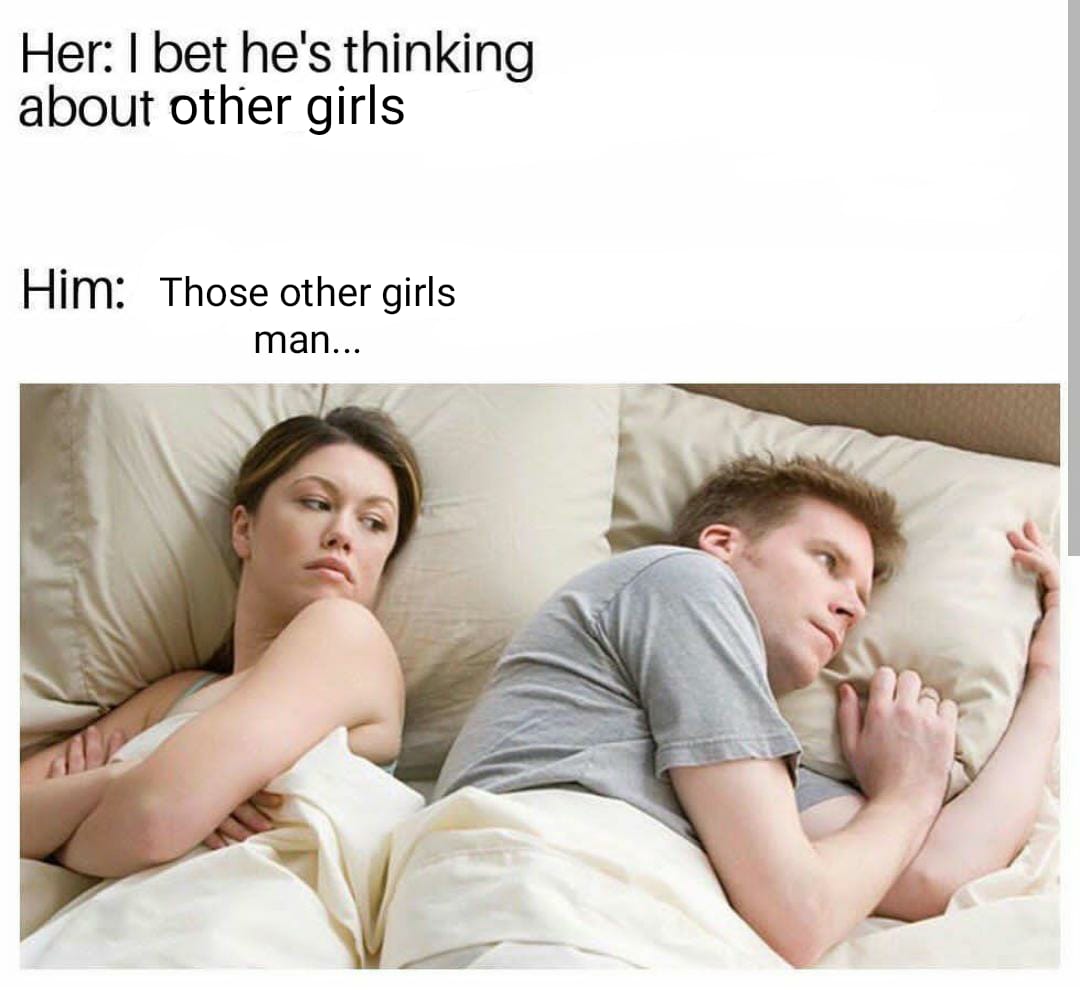 Her: I bet he's thinking
about other girls
Him: Those other girls
man...